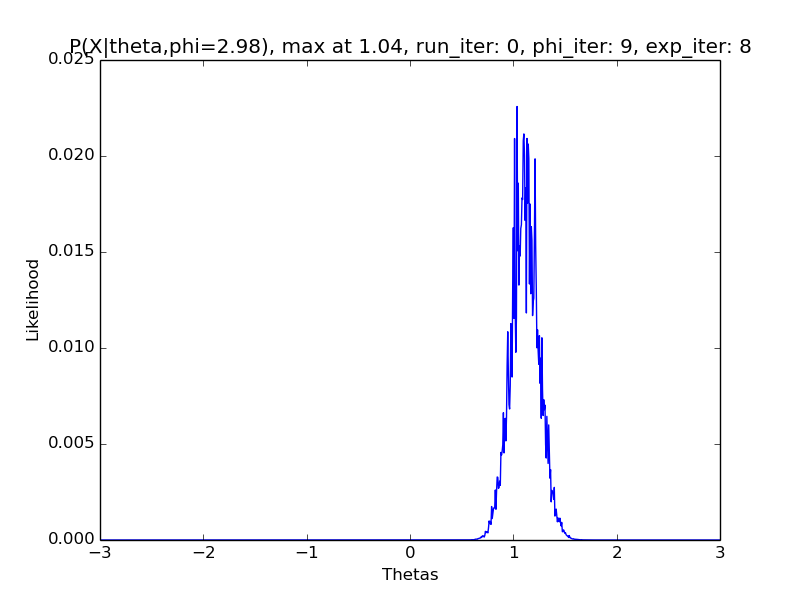 P(X|theta,phi=2.98), max at 1.04, run_iter: 0, phi_iter: 9, exp_iter: 8
0.025
0.020
0.015
0.010
0.005
0.000
Likelihood
−3 −2 −1 0 1 2 3
Thetas